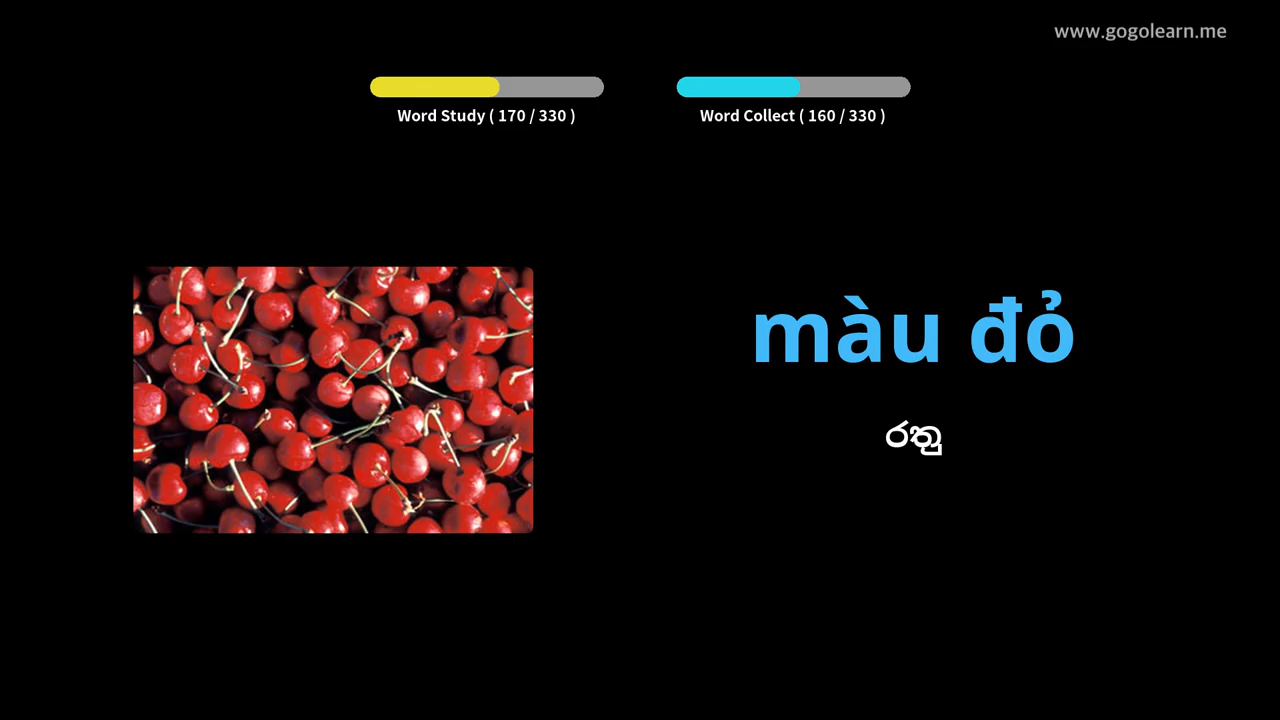 www.gogolearn.me
Word Study ( 170 / 330 )
Word Collect ( 160 / 330 )
màu đỏ
රතු